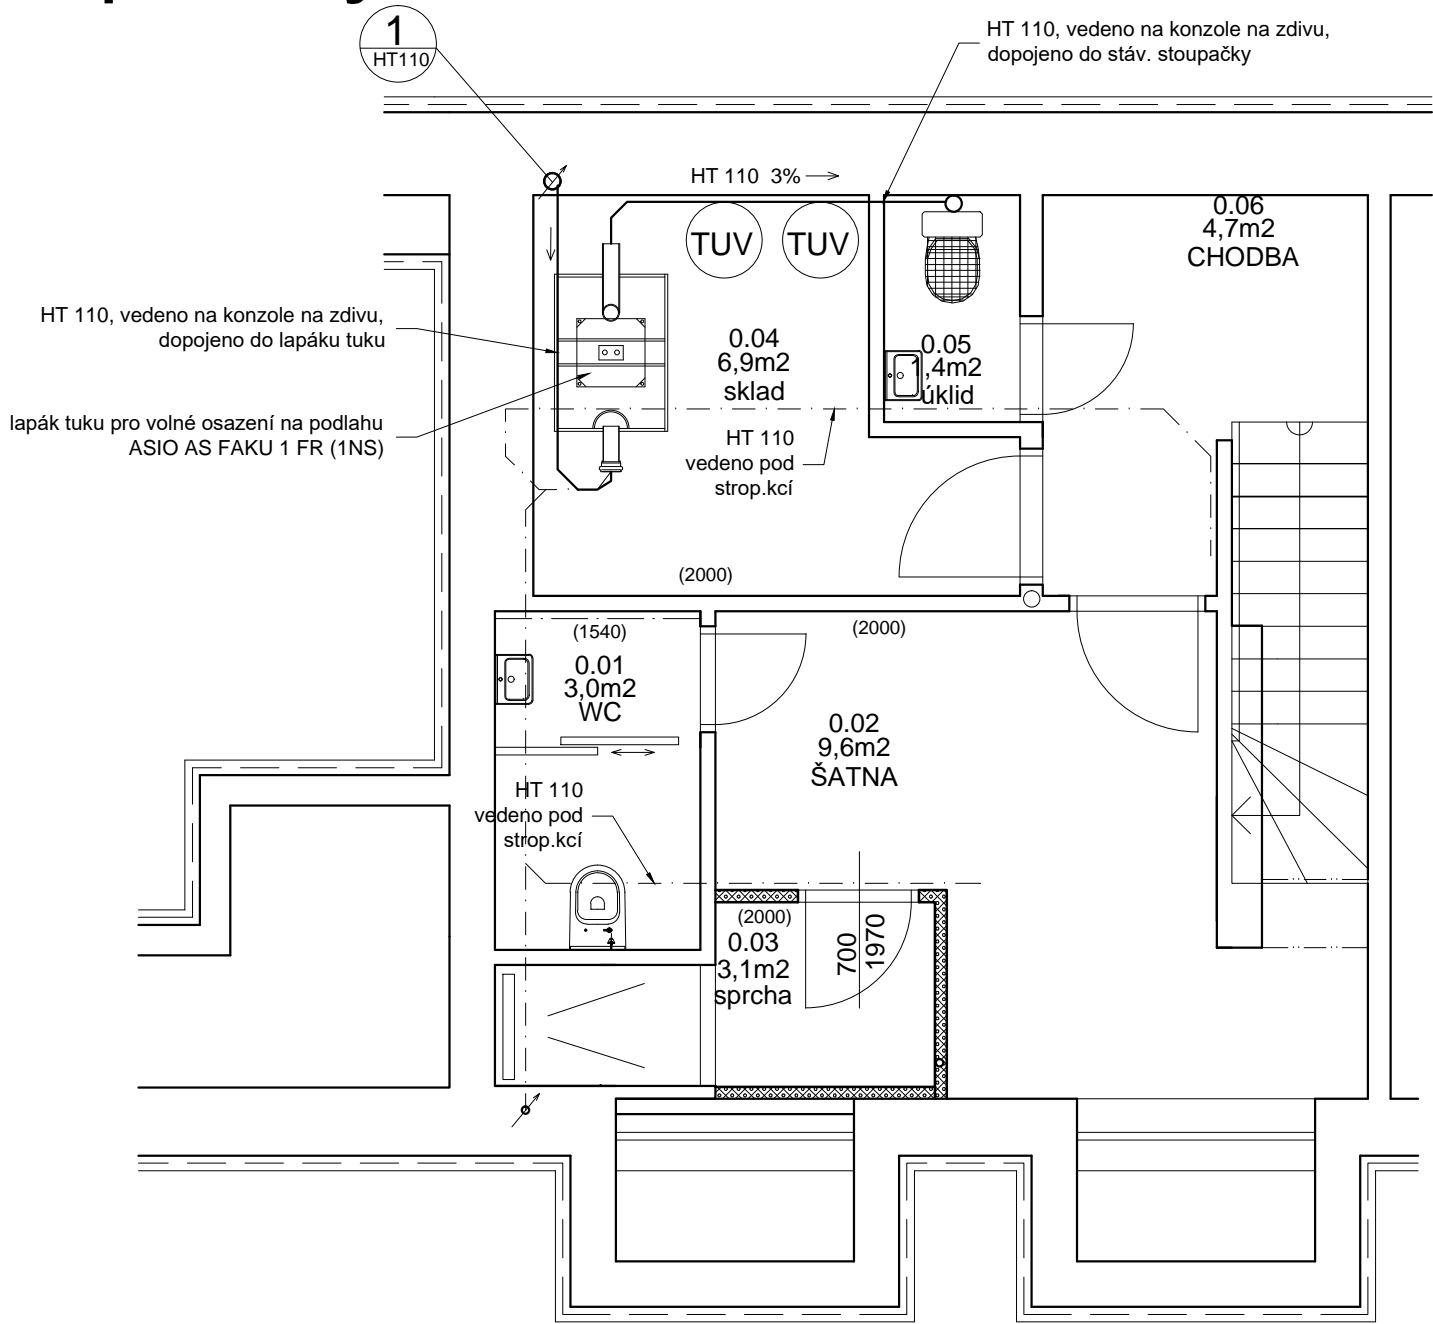 1
HT110
HT 110, vedeno na konzole na zdivu,
dopojeno do stáv. stoupačky
HT 110 3%
TUV
TUV
0.06
4,7m2
CHODBA
HT 110, vedeno na konzole na zdivu,
dopojeno do lapáku tuku
0.04
6,9m2
sklad
0.05
,4m2
úklid
lapák tuku pro volné osazení na podlahu
ASIO AS FAKU 1 FR (1NS)
HT 110
vedeno pod
strop.kcí
(2000)
(1540)
0.01
3,0m2
WC
(2000)
0.02
9,6m2
ŠATNA
HT 110
vedeno pod
strop.kcí
(2000)
0.03
3,1m2
sprcha
700
1970